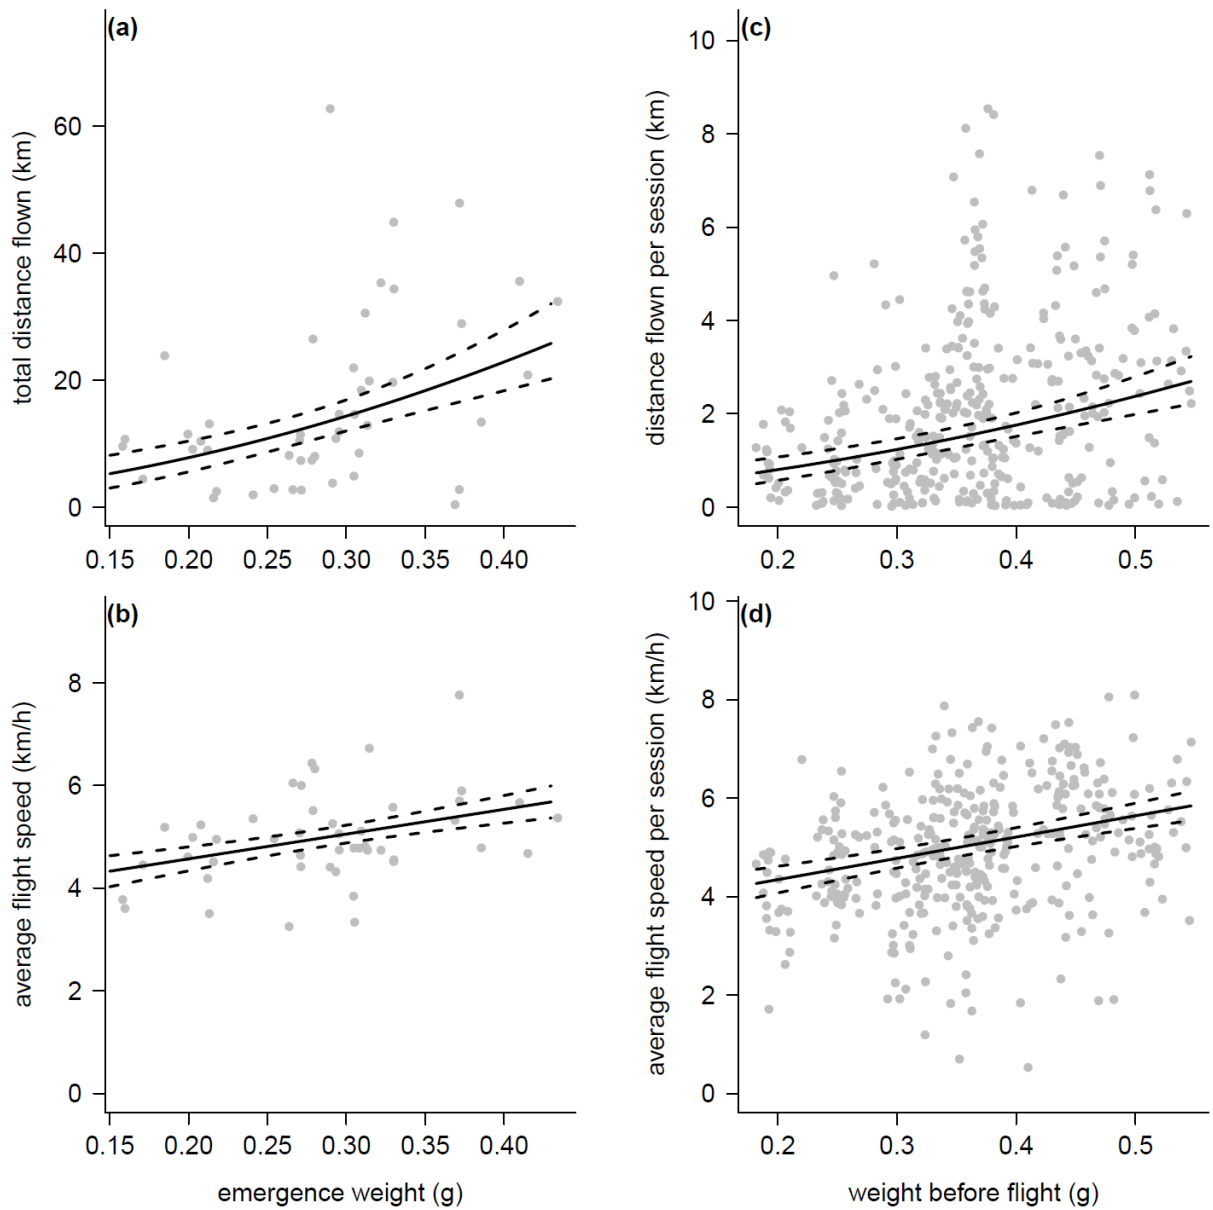 (a)
total distance flown (km)
60
40
20
0
0.15 0.20 0.25 0.30 0.35 0.40
(c)
distance flown per session (km)
10
8
6
4
2
0
0.2 0.3 0.4 0.5
(b)
average flight speed (km/h)
8
6
4
2
0
0.15 0.20 0.25 0.30 0.35 0.40
emergence weight (g)
(d)
average flight speed per session (km/h)
10
8
6
4
2
0
0.2 0.3 0.4 0.5
weight before flight (g)